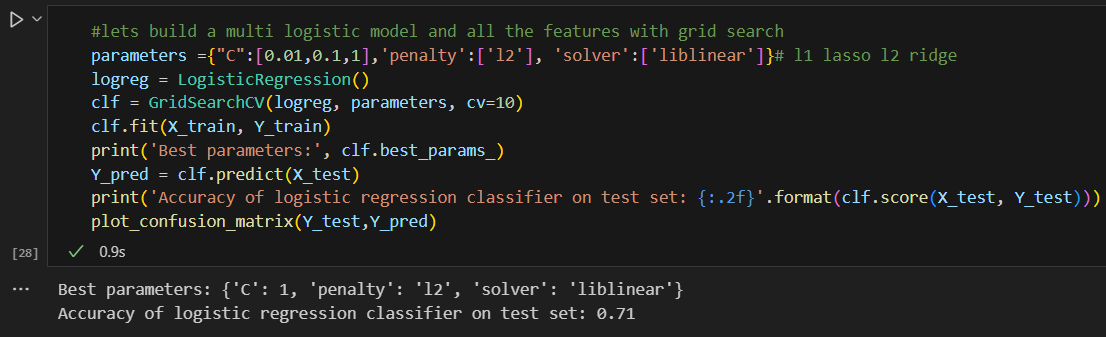 #lets build a multi logistic model and all the features with grid search
parameters ={"C":[0.01,0.1,1],'penalty':['l2'], 'solver':['liblinear']}# l1 lasso l2 ridge
logreg = LogisticRegression()
clf = GridSearchCV(logreg, parameters, cv=10)
clf.fit(X_train, Y_train)
print('Best parameters:', clf.best_params_)
Y_pred = clf.predict(X_test)
print('Accuracy of logistic regression classifier on test set: {:.2f}'.format(clf.score(X_test, Y_test)))
plot_confusion_matrix(Y_test,Y_pred)
[28] 0.9s
Best parameters: {'C': 1, 'penalty': 'l2', 'solver': 'liblinear'}
Accuracy of logistic regression classifier on test set: 0.71